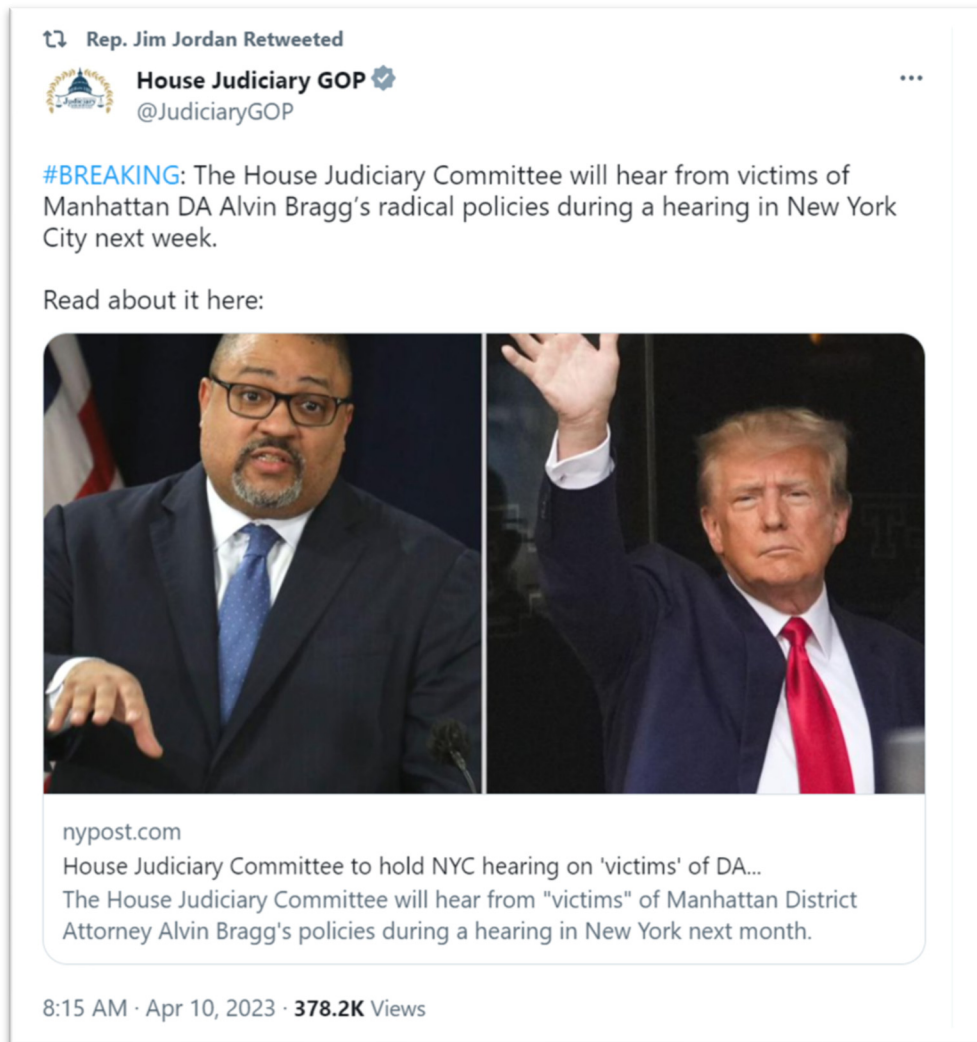 Rep. Jim Jordan Retweeted
House Judiciary GOP
@JudiciaryGOP
#BREAKING: The House Judiciary Committee will hear from victims of
Manhattan DA Alvin Bragg’s radical policies during a hearing in New York
City next week.
Read about it here:
nypost.com
House Judiciary Committee to hold NYC hearing on 'victims' of DA...
The House Judiciary Committee will hear from "victims" of Manhattan District
Attorney Alvin Bragg's policies during a hearing in New York next month.
8:15 AM · Apr 10, 2023 · 378.2K Views